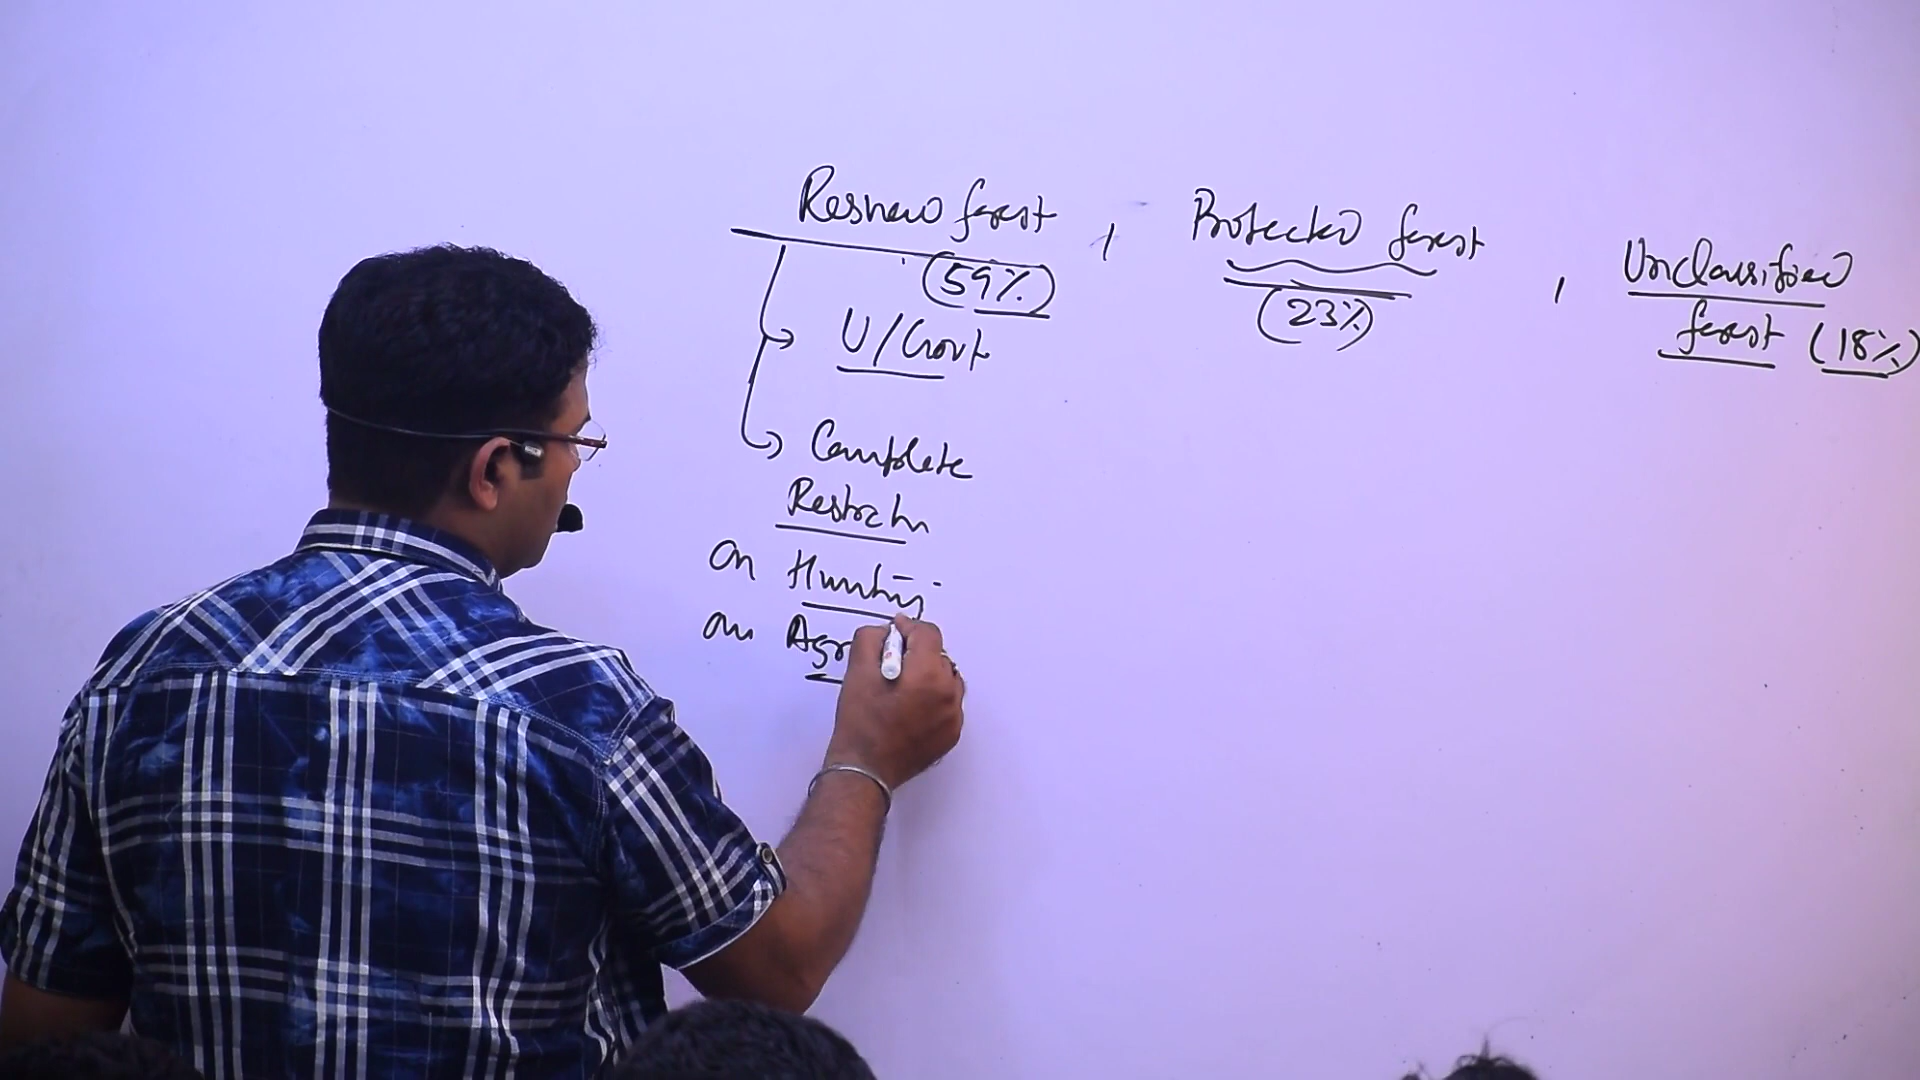 Reserved forest , Protected forest , Unclassified
forest (18%)
(59%)
(23%)
U/Govt
Complete
Restrictn
on Hunting
on Agr